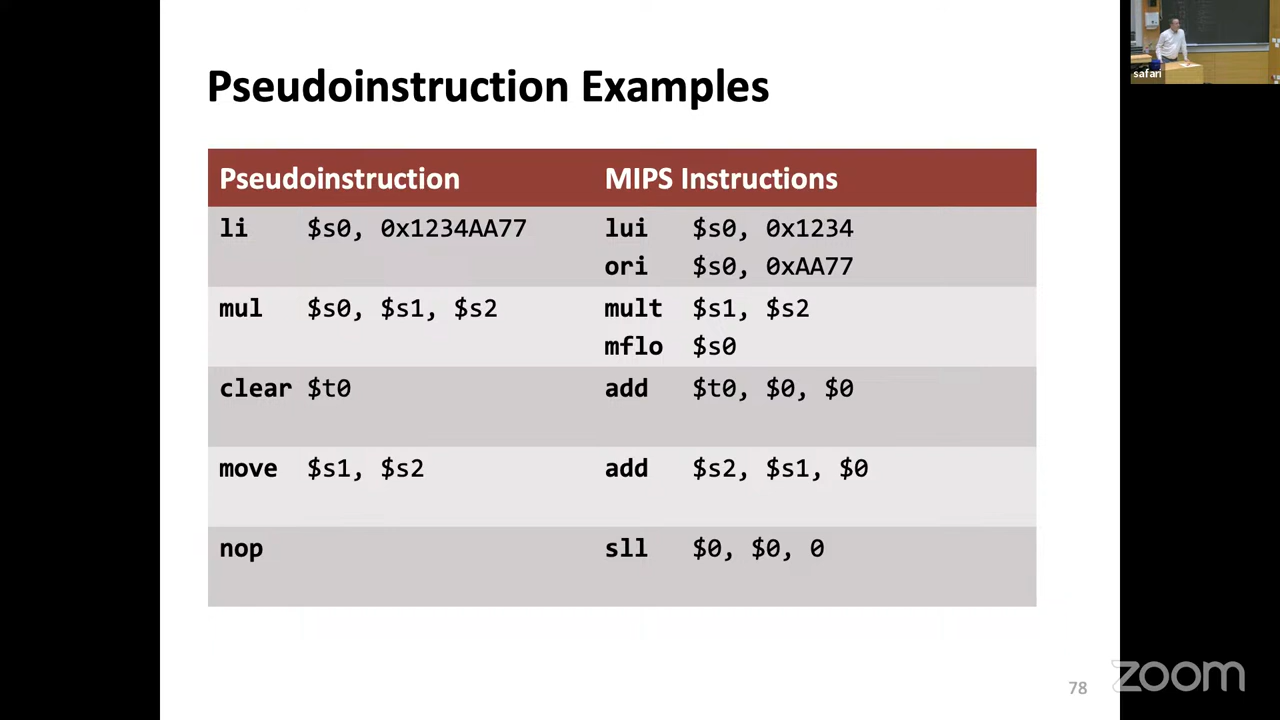 safari
Pseudoinstruction Examples
Pseudoinstruction MIPS Instructions
li $s0, 0x1234AA77 lui $s0, 0x1234
ori $s0, 0xAA77
mul $s0, $s1, $s2 mult $s1, $s2
mflo $s0
clear $t0 add $t0, $0, $0
move $s1, $s2 add $s2, $s1, $0
nop sll $0, $0, 0
78
zoom